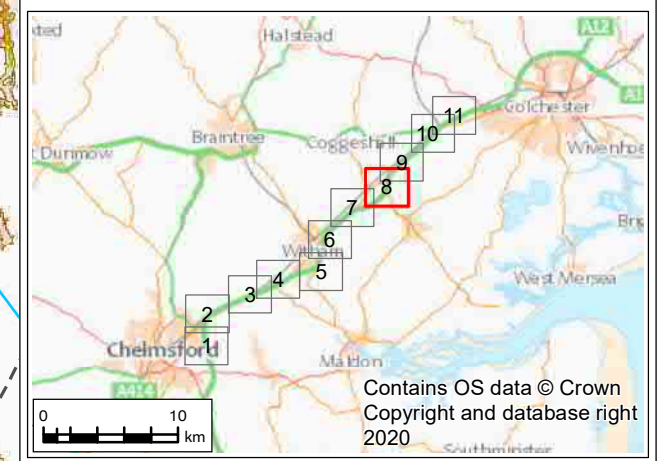 Halstead
A12
Colchester
11
10
Braintree
Coggeshall
t Dunmow
9
Wivenhoe
8
7
6
Witham
5
4
West Mersea
3
2
1
Chelmsford
Maldon
A414
Contains OS data © Crown
Copyright and database right
2020
0 10
km
Southminster